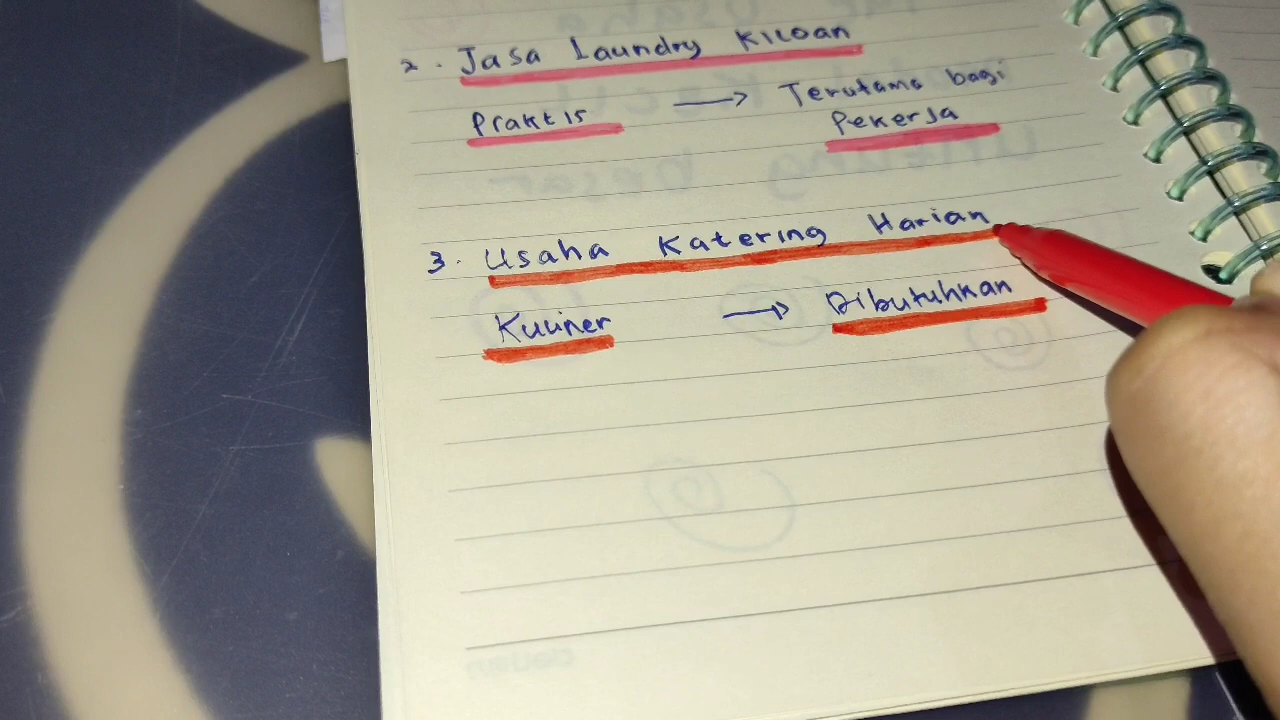 2. Jasa Laundry Kiloan
Praktis → Terutama bagi
Pekerja
3. Usaha Katering Harian
Kuliner → Dibutuhkan